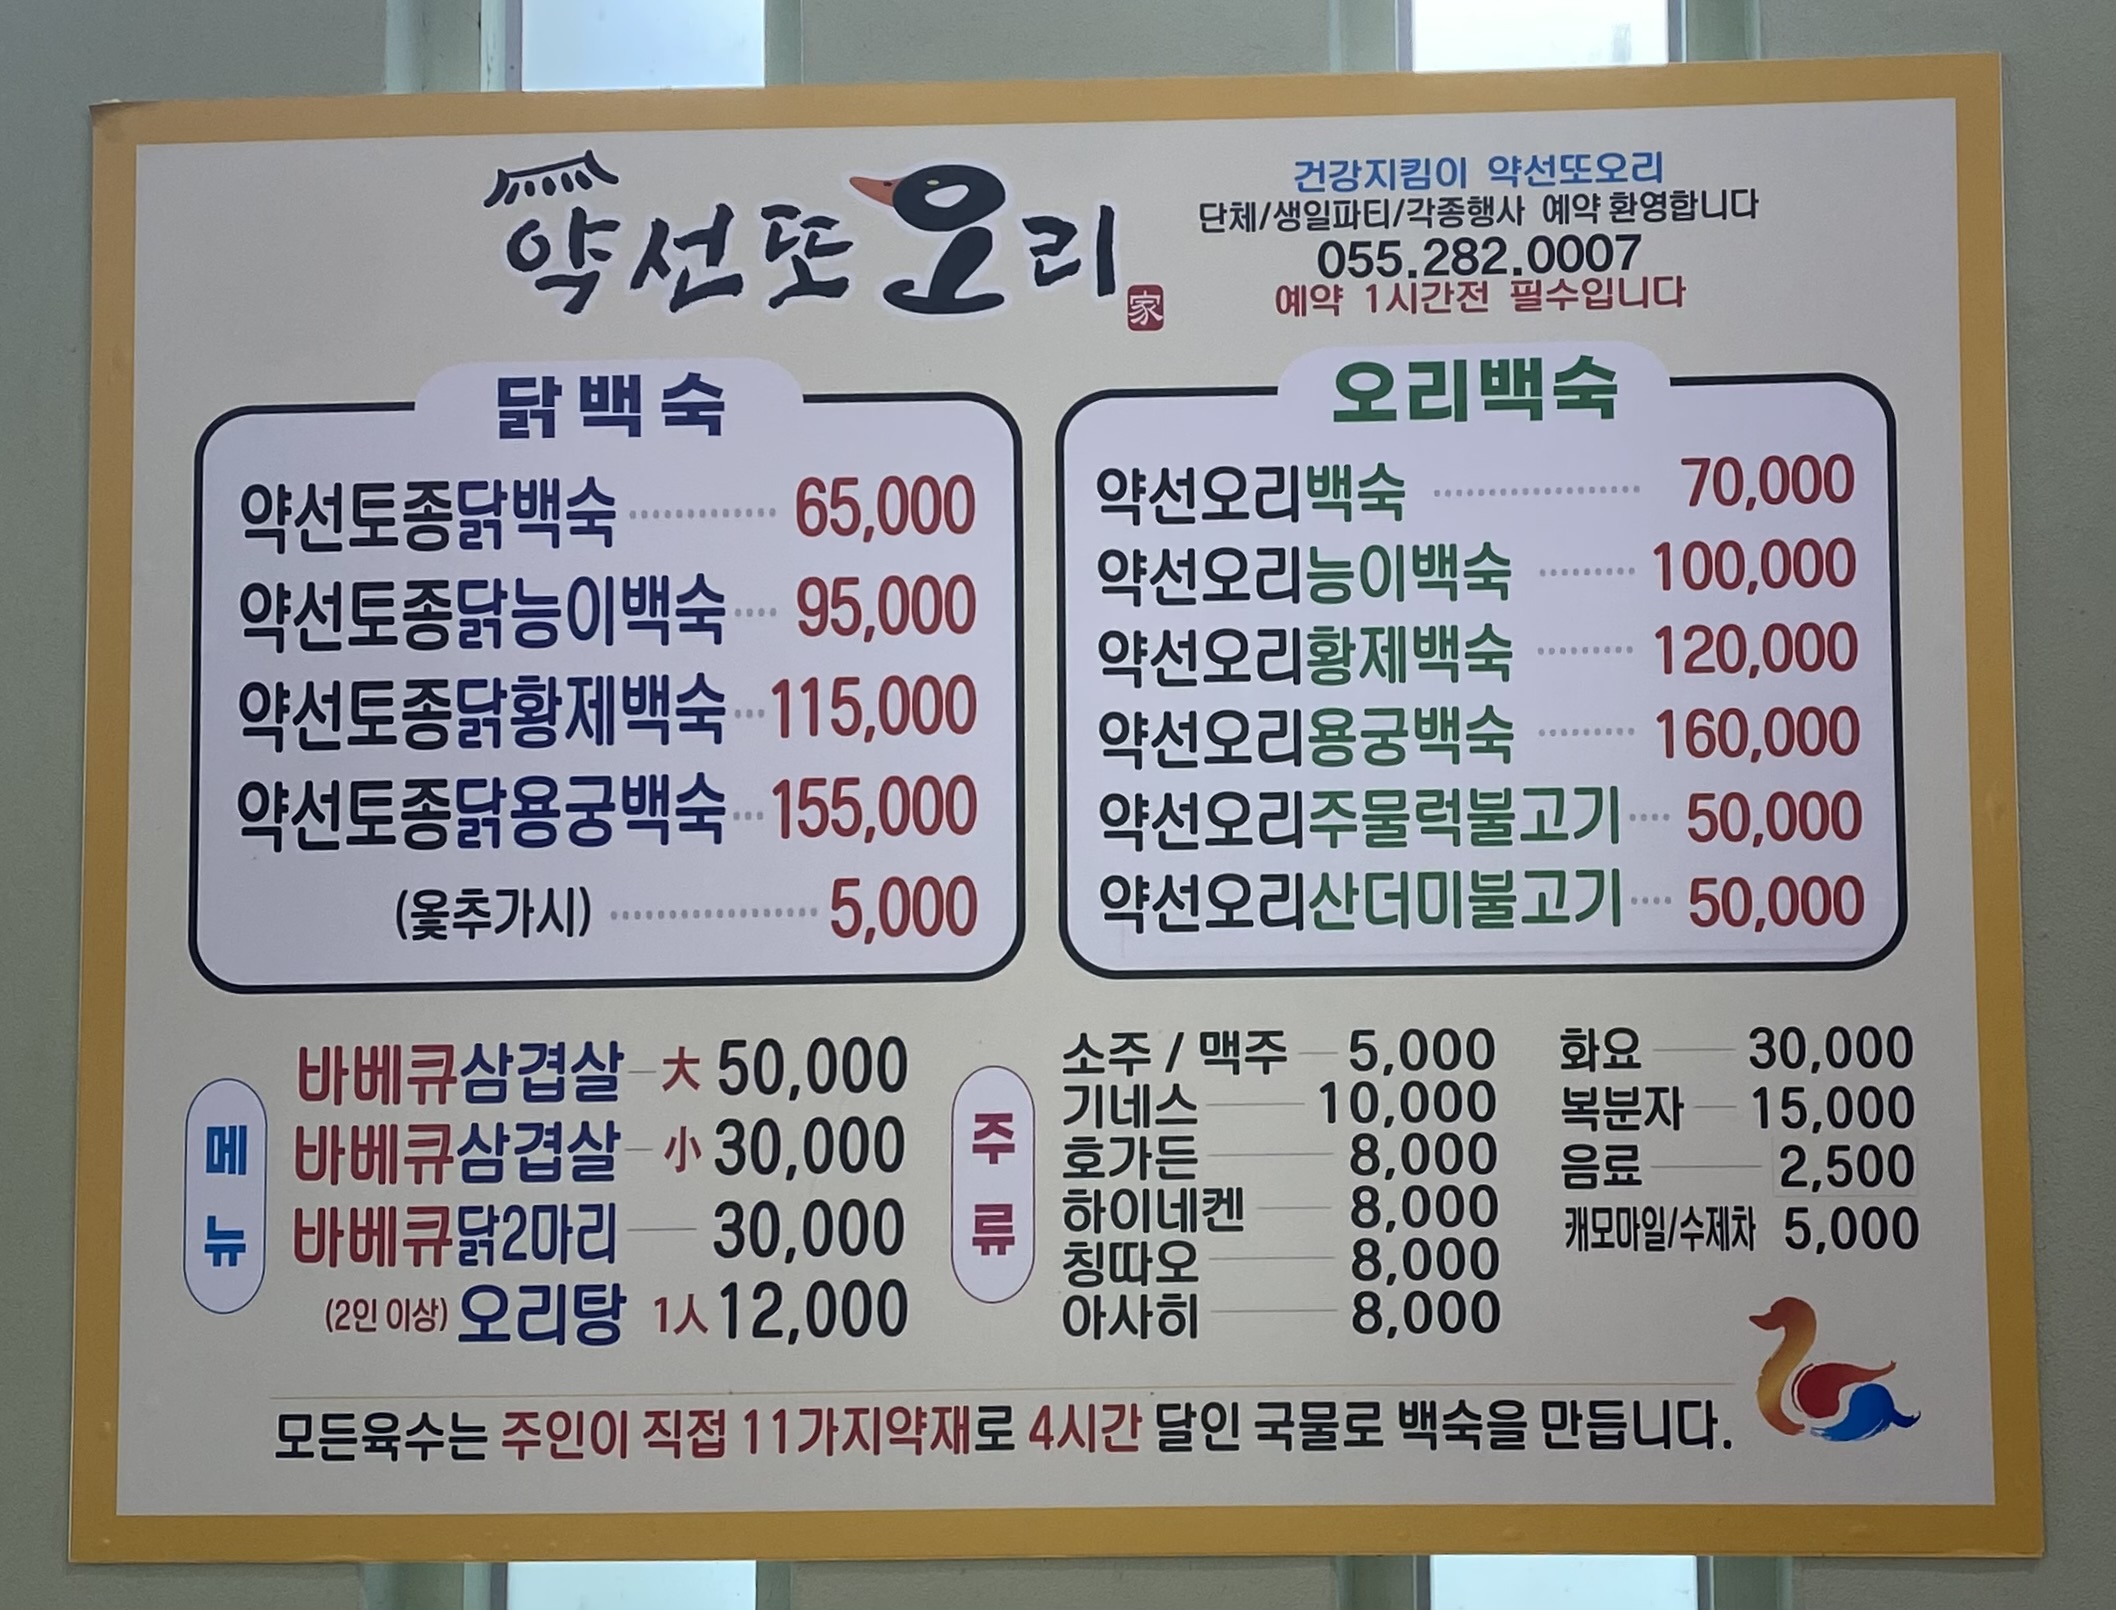 약선또오리 家
건강지킴이 약선또오리
단체/생일파티/각종행사 예약 환영합니다
055.282.0007
예약 1시간전 필수입니다
닭백숙
약선토종닭백숙 65,000
약선토종닭능이백숙 95,000
약선토종닭황제백숙 115,000
약선토종닭용궁백숙 155,000
(옻추가시) 5,000
오리백숙
약선오리백숙 70,000
약선오리능이백숙 100,000
약선오리황제백숙 120,000
약선오리용궁백숙 160,000
약선오리주물럭불고기 50,000
약선오리산더미불고기 50,000
메뉴
바베큐삼겹살 大 50,000
바베큐삼겹살 小 30,000
바베큐닭2마리 30,000
(2인 이상) 오리탕 1人 12,000
주류
소주 / 맥주 5,000
기네스 10,000
호가든 8,000
하이네켄 8,000
칭따오 8,000
아사히 8,000
화요 30,000
복분자 15,000
음료 2,500
캐모마일/수제차 5,000
모든육수는 주인이 직접 11가지약재로 4시간 달인 국물로 백숙을 만듭니다.